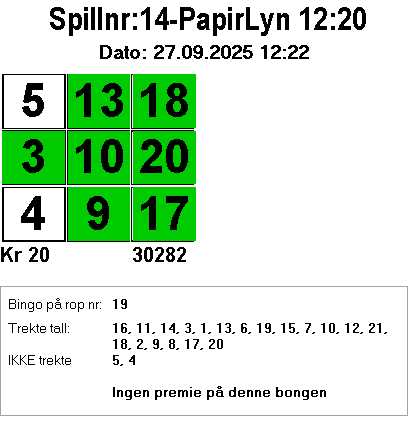 Spillnr:14-PapirLyn 12:20
Dato: 27.09.2025 12:22
5 13 18
3 10 20
4 9 17
Kr 20 30282
Bingo på rop nr: 19
Trekte tall: 16, 11, 14, 3, 1, 13, 6, 19, 15, 7, 10, 12, 21,
18, 2, 9, 8, 17, 20
IKKE trekte 5, 4
Ingen premie på denne bongen